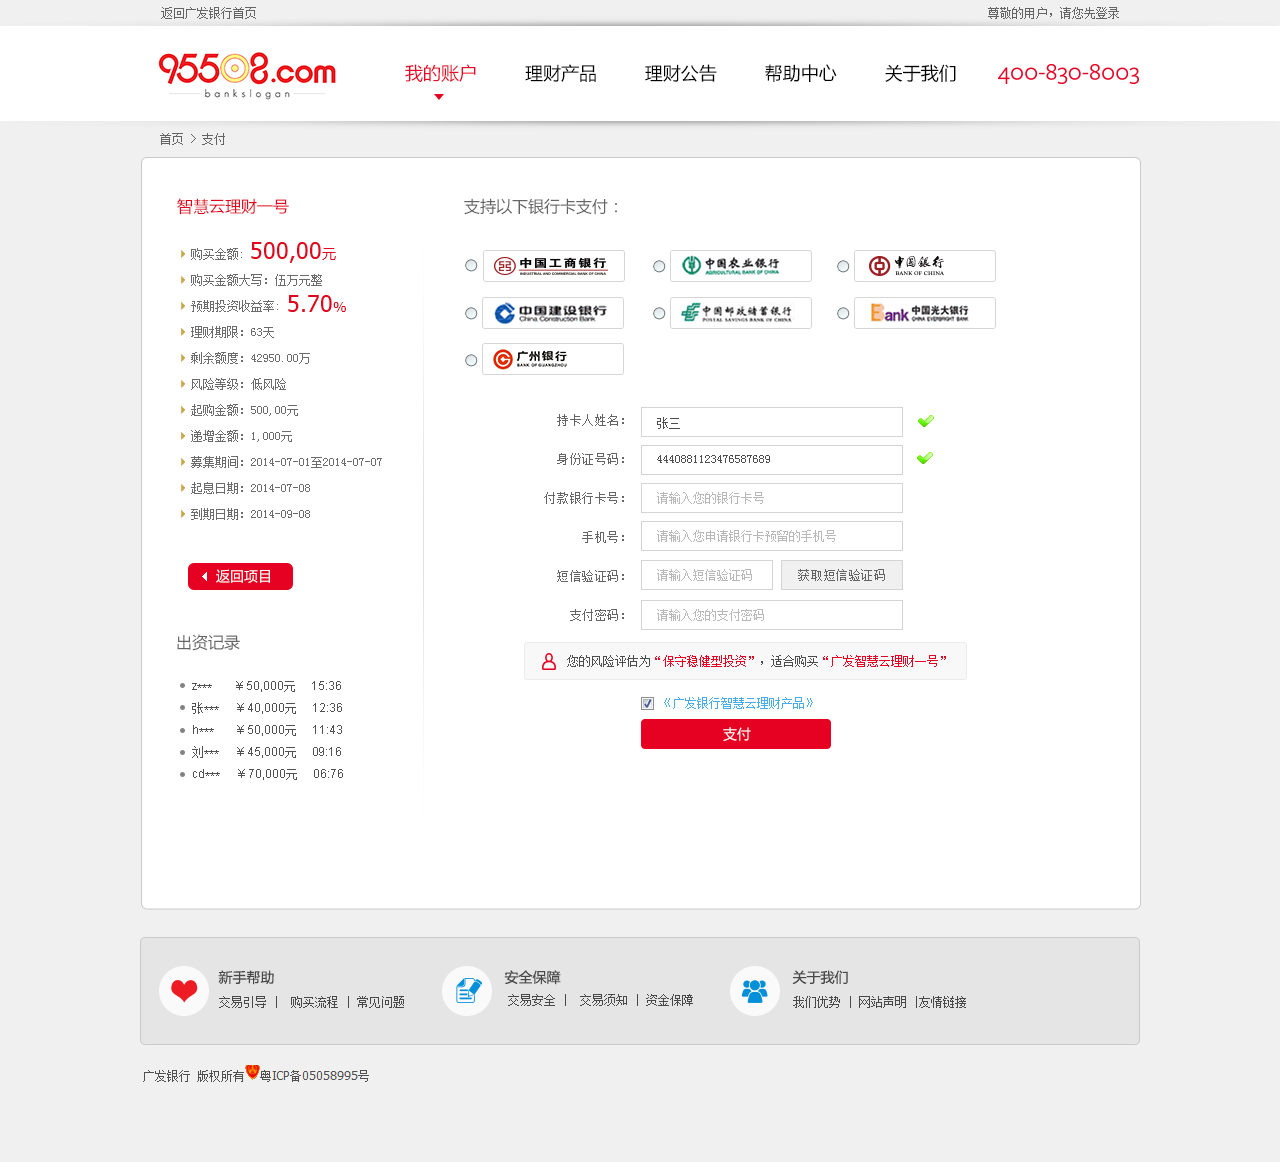 返回广发银行首页 尊敬的用户，请您先登录
95508.com
bankslogan
我的账户 理财产品 理财公告 帮助中心 关于我们 400-830-8003
首页 > 支付
智慧云理财一号
购买金额: 500,00元
购买金额大写：伍万元整
预期投资收益率: 5.70%
理财期限：63天
剩余额度：42950.00万
风险等级：低风险
起购金额：500,00元
递增金额：1,000元
募集期间：2014-07-01至2014-07-07
起息日期：2014-07-08
到期日期：2014-09-08
返回项目
出资记录
z*** ￥50,000元 15:36
张*** ￥40,000元 12:36
h*** ￥50,000元 11:43
刘*** ￥45,000元 09:16
cd*** ￥70,000元 06:76
支持以下银行卡支付：
中国工商银行 INDUSTRIAL AND COMMERCIAL BANK OF CHINA
中国农业银行 AGRICULTURAL BANK OF CHINA
中国银行 BANK OF CHINA
中国建设银行 China Construction Bank
中国邮政储蓄银行 POSTAL SAVINGS BANK OF CHINA
Bank 中国光大银行 CHINA EVERBRIGHT BANK
广州银行 BANK OF GUANGZHOU
持卡人姓名： 张三
身份证号码： 4440881123476587689
付款银行卡号： 请输入您的银行卡号
手机号： 请输入您申请银行卡预留的手机号
短信验证码： 请输入短信验证码 获取短信验证码
支付密码： 请输入您的支付密码
您的风险评估为“保守稳健型投资”，适合购买“广发智慧云理财一号”
《广发银行智慧云理财产品》
支付
新手帮助
交易引导 | 购买流程 | 常见问题
安全保障
交易安全 | 交易须知 | 资金保障
关于我们
我们优势 | 网站声明 |友情链接
广发银行 版权所有粤ICP备05058995号